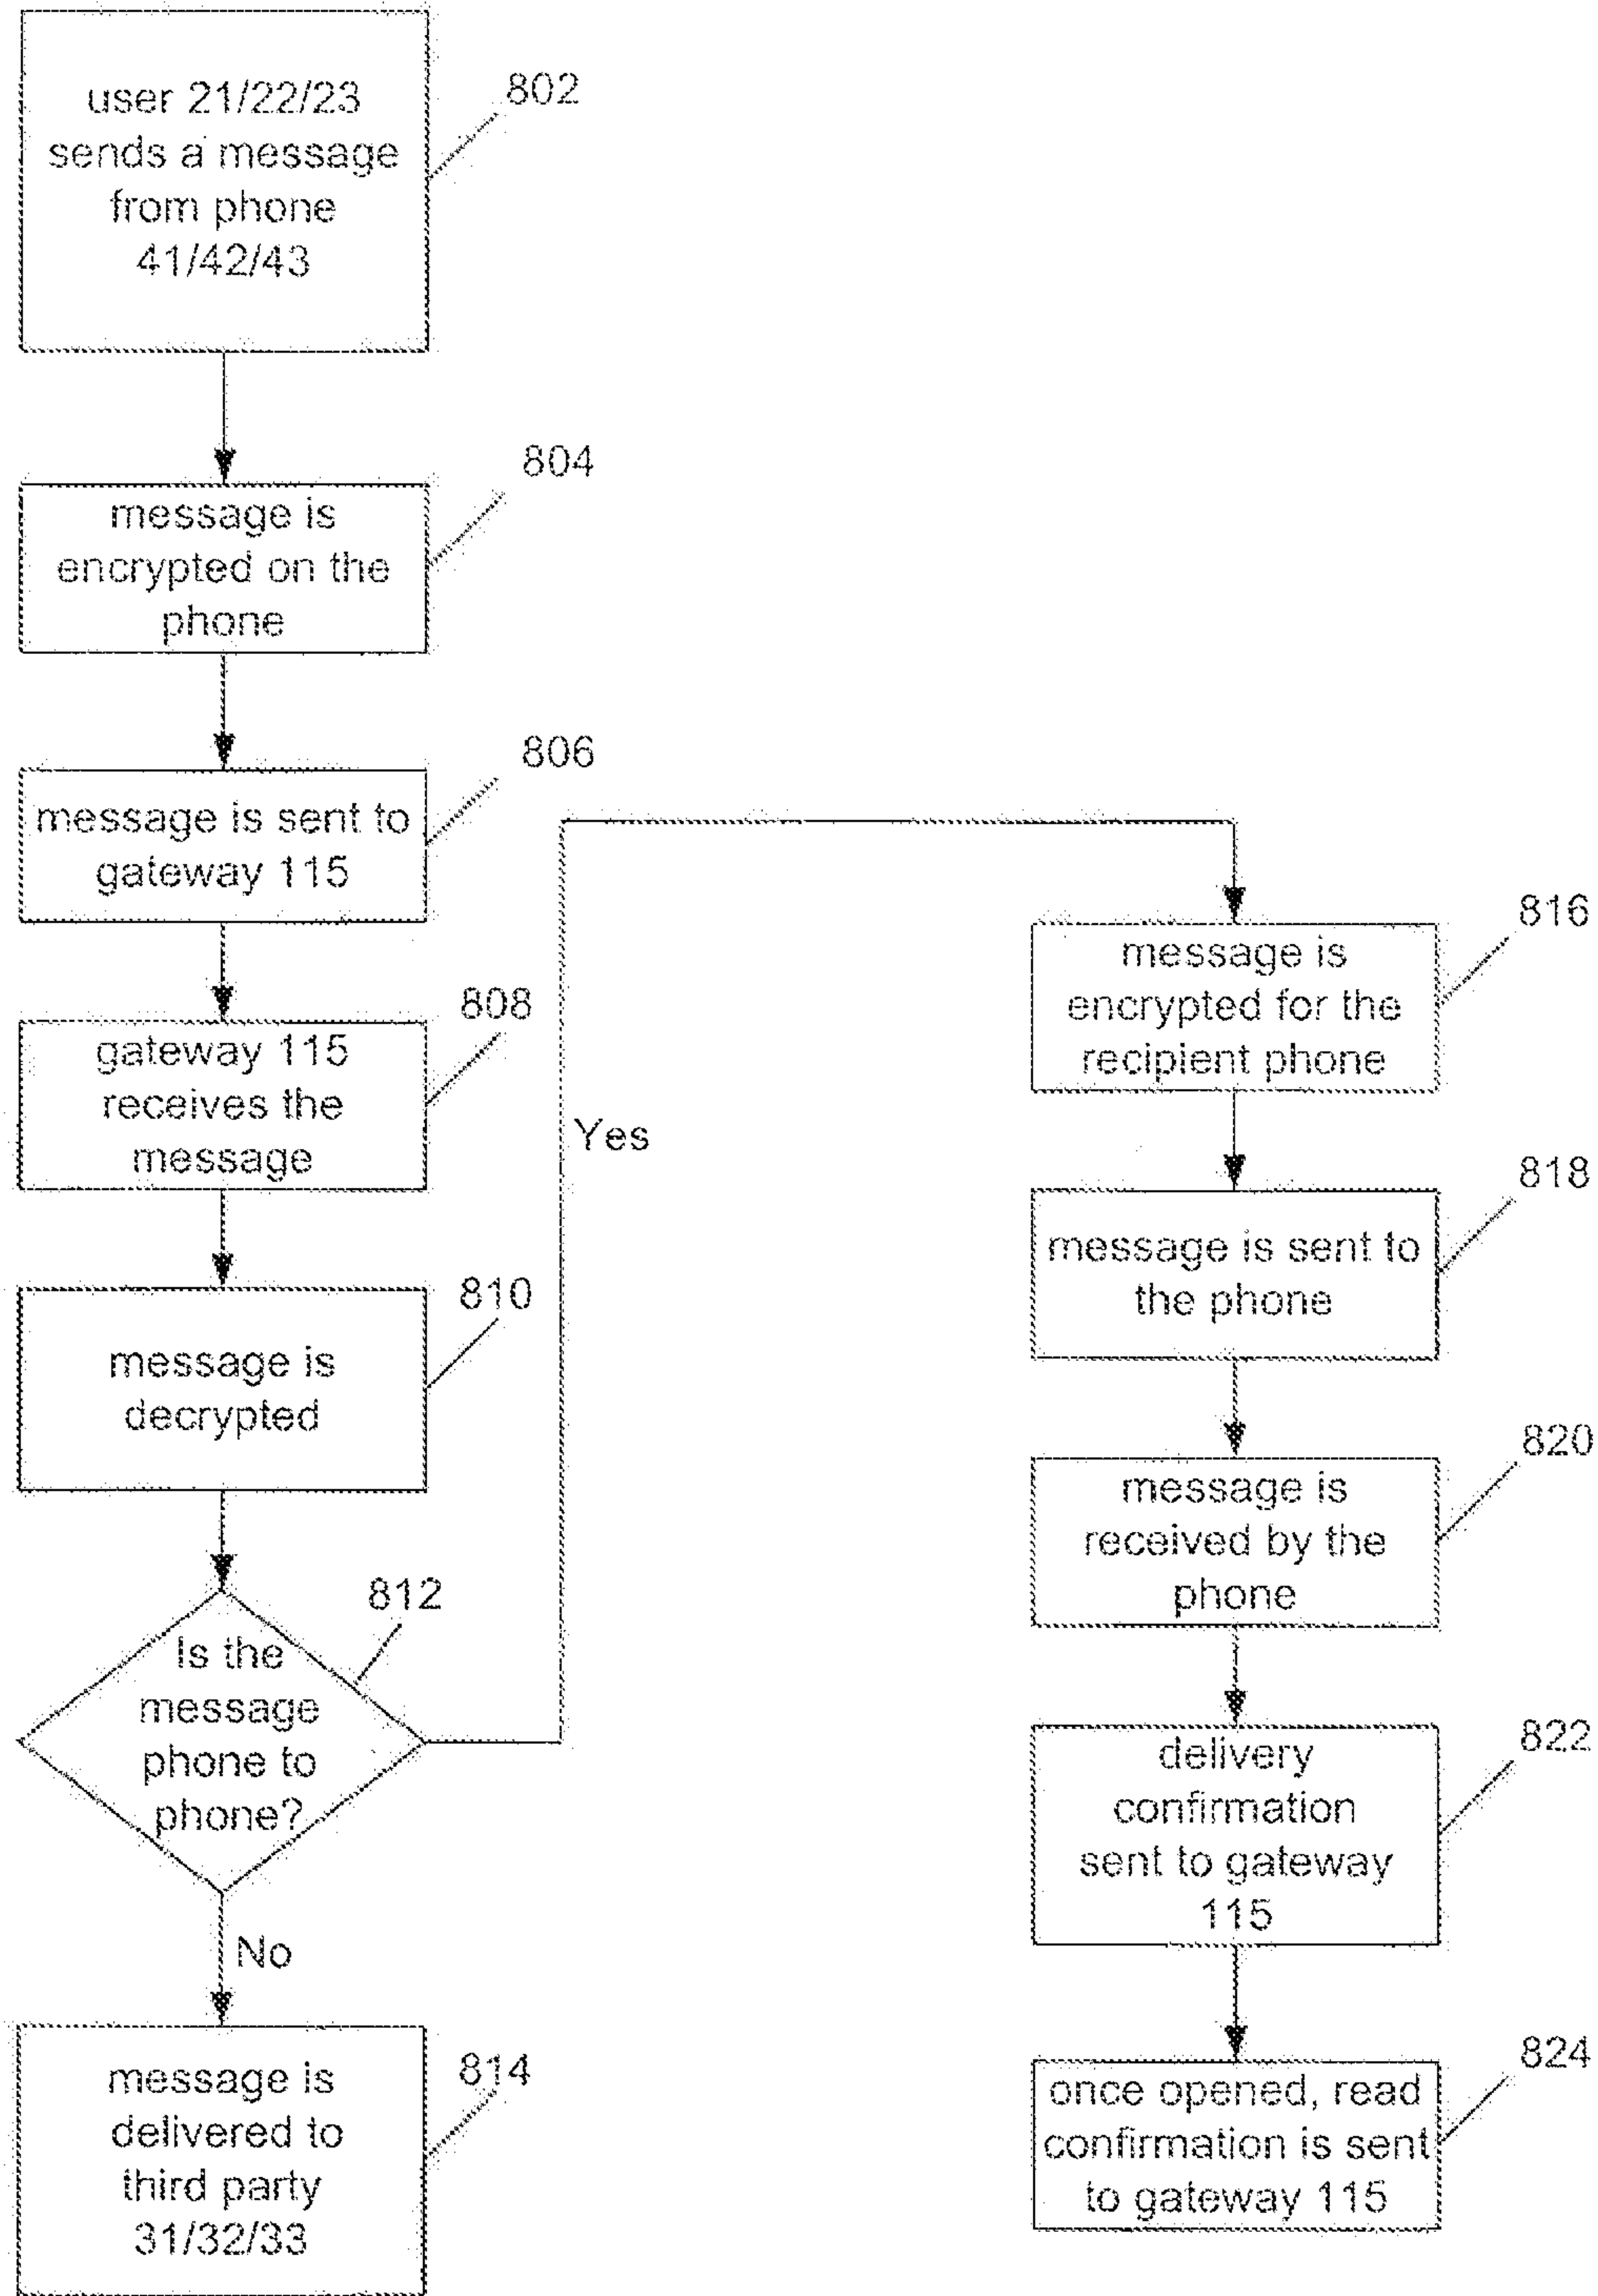 user 21/22/23
sends a message
from phone
41/42/43
802
message is
encrypted on the
phone
804
message is sent to
gateway 115
806
gateway 115
receives the
message
808
message is
decrypted
810
Is the
message
phone to
phone?
812
Yes
No
message is
delivered to
third party
31/32/33
814
message is
encrypted for the
recipient phone
816
message is sent to
the phone
818
message is
received by the
phone
820
delivery
confirmation
sent to gateway
115
822
once opened, read
confirmation is sent
to gateway 115
824